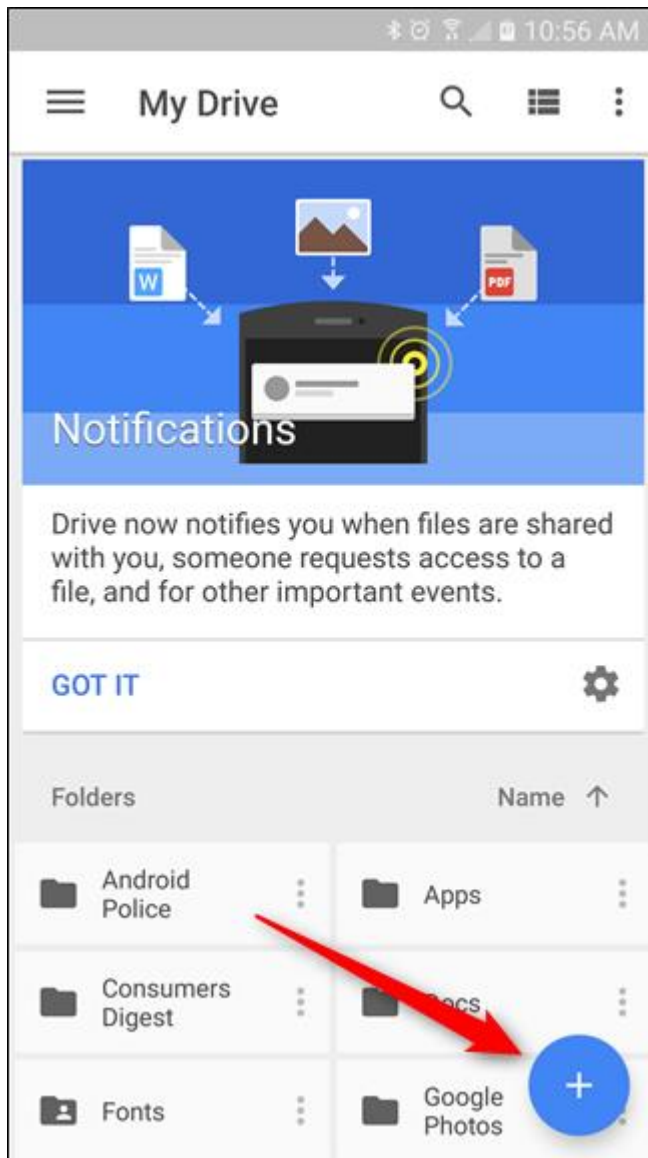 10:56 AM
My Drive
W
PDF
Notifications
Drive now notifies you when files are shared
with you, someone requests access to a
file, and for other important events.
GOT IT
Folders
Name
Android
Police
Apps
Consumers
Digest
Docs
Fonts
Google
Photos